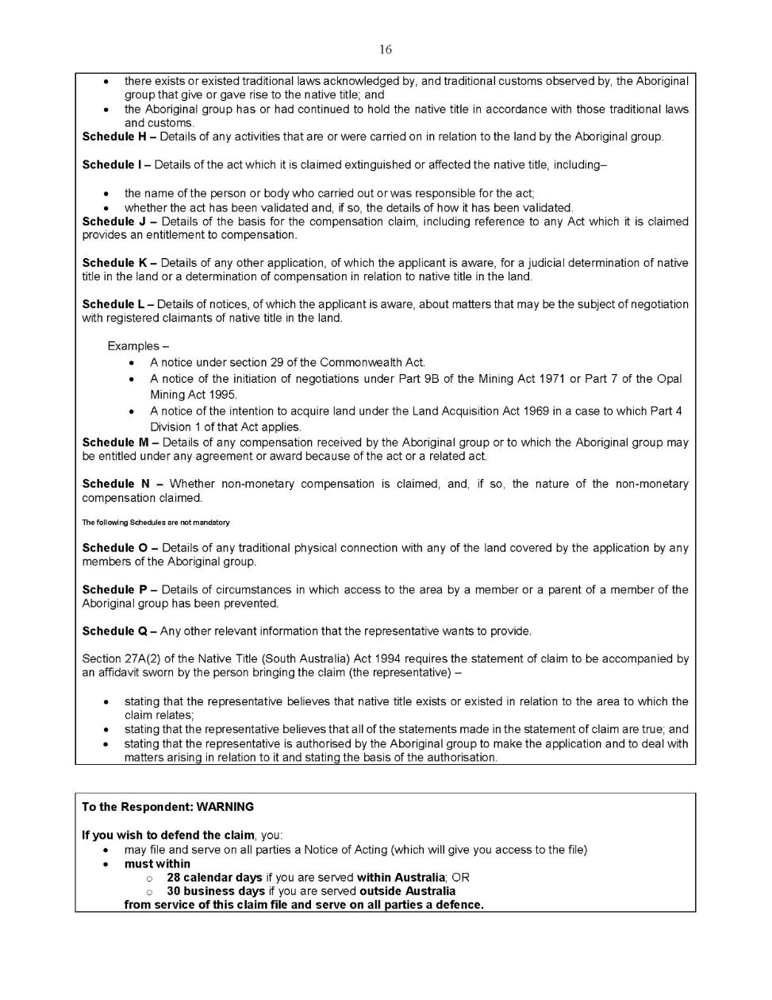 16
• there exists or existed traditional laws acknowledged by, and traditional customs observed by, the Aboriginal
group that give or gave rise to the native title; and
• the Aboriginal group has or had continued to hold the native title in accordance with those traditional laws
and customs.
Schedule H – Details of any activities that are or were carried on in relation to the land by the Aboriginal group.
Schedule I – Details of the act which it is claimed extinguished or affected the native title, including–
• the name of the person or body who carried out or was responsible for the act;
• whether the act has been validated and, if so, the details of how it has been validated.
Schedule J – Details of the basis for the compensation claim, including reference to any Act which it is claimed
provides an entitlement to compensation.
Schedule K – Details of any other application, of which the applicant is aware, for a judicial determination of native
title in the land or a determination of compensation in relation to native title in the land.
Schedule L – Details of notices, of which the applicant is aware, about matters that may be the subject of negotiation
with registered claimants of native title in the land.
Examples –
• A notice under section 29 of the Commonwealth Act.
• A notice of the initiation of negotiations under Part 9B of the Mining Act 1971 or Part 7 of the Opal
Mining Act 1995.
• A notice of the intention to acquire land under the Land Acquisition Act 1969 in a case to which Part 4
Division 1 of that Act applies.
Schedule M – Details of any compensation received by the Aboriginal group or to which the Aboriginal group may
be entitled under any agreement or award because of the act or a related act.
Schedule N – Whether non-monetary compensation is claimed, and, if so, the nature of the non-monetary
compensation claimed.
The following Schedules are not mandatory
Schedule O – Details of any traditional physical connection with any of the land covered by the application by any
members of the Aboriginal group.
Schedule P – Details of circumstances in which access to the area by a member or a parent of a member of the
Aboriginal group has been prevented.
Schedule Q – Any other relevant information that the representative wants to provide.
Section 27A(2) of the Native Title (South Australia) Act 1994 requires the statement of claim to be accompanied by
an affidavit sworn by the person bringing the claim (the representative) –
• stating that the representative believes that native title exists or existed in relation to the area to which the
claim relates;
• stating that the representative believes that all of the statements made in the statement of claim are true; and
• stating that the representative is authorised by the Aboriginal group to make the application and to deal with
matters arising in relation to it and stating the basis of the authorisation.
To the Respondent: WARNING
If you wish to defend the claim, you:
• may file and serve on all parties a Notice of Acting (which will give you access to the file)
• must within
○ 28 calendar days if you are served within Australia; OR
○ 30 business days if you are served outside Australia
from service of this claim file and serve on all parties a defence.